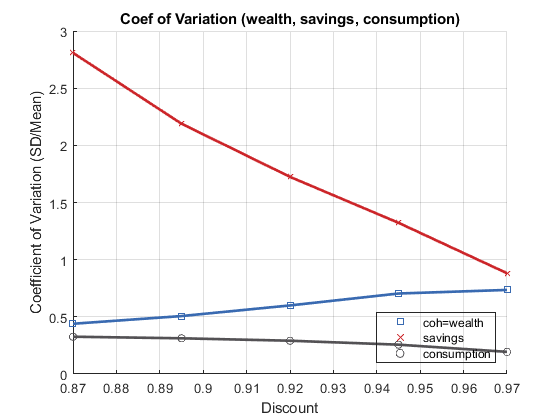 Coef of Variation (wealth, savings, consumption)
Coefficient of Variation (SD/Mean)
3
2.5
2
1.5
1
0.5
0
0.87 0.88 0.89 0.9 0.91 0.92 0.93 0.94 0.95 0.96 0.97
Discount
coh=wealth
savings
consumption